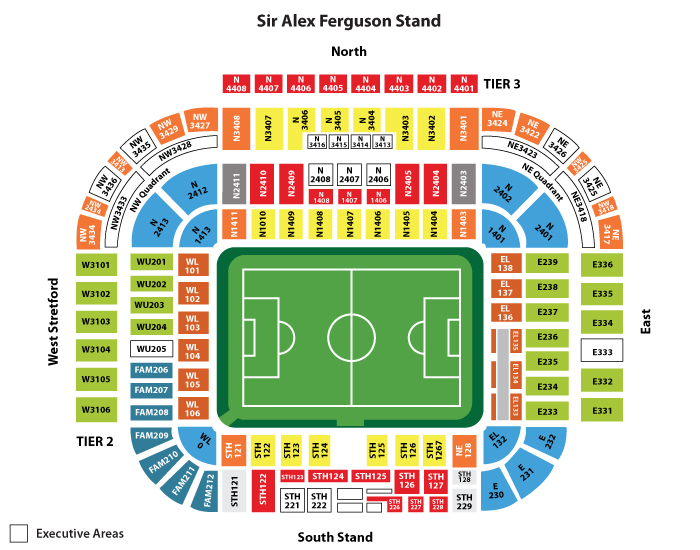 Sir Alex Ferguson Stand
North
TIER 3
N 4408
N 4407
N 4406
N 4405
N 4404
N 4403
N 4402
N 4401
NW 3434
NW 2434
NW 3436
NW3433
NW 3435
NW 3429
NW 3427
NW3428
N3408
N3407
N 3406
N 3405
N 3404
N3403
N3402
N3401
N 3416
N 3415
N 3414
N 3413
NE 3424
NE 3422
NE 3426
NE3423
NE 3425
NE3418
NE 3417
NW Quadrant
NE Quadrant
N 2413
N 2412
N2411
N2410
N2409
N 2408
N 2407
N 2406
N2405
N2404
N2403
N 2402
N 2401
N 1408
N 1407
N 1406
N 1413
N1411
N1010
N1409
N1408
N1407
N1406
N1405
N1404
N1403
N 1401
West Stretford
W3101
W3102
W3103
W3104
W3105
W3106
WU201
WU202
WU203
WU204
WU205
FAM206
FAM207
FAM208
FAM209
FAM210
FAM211
FAM212
WL 101
WL 102
WL 103
WL 104
WL 105
WL 106
WL 0
EL 138
EL 137
EL 136
EL135
EL134
EL133
EL 132
E239
E238
E237
E236
E235
E234
E233
E 232
E 231
E 230
E336
E335
E334
E333
E332
E331
East
TIER 2
STH 121
STH 122
STH 123
STH 124
STH 125
STH 126
STH 1267
NE 128
STH121
STH122
STH123
STH124
STH125
STH 126
STH 127
STH 128
STH 221
STH 222
STH 226
STH 227
STH 228
STH 229
Executive Areas
South Stand